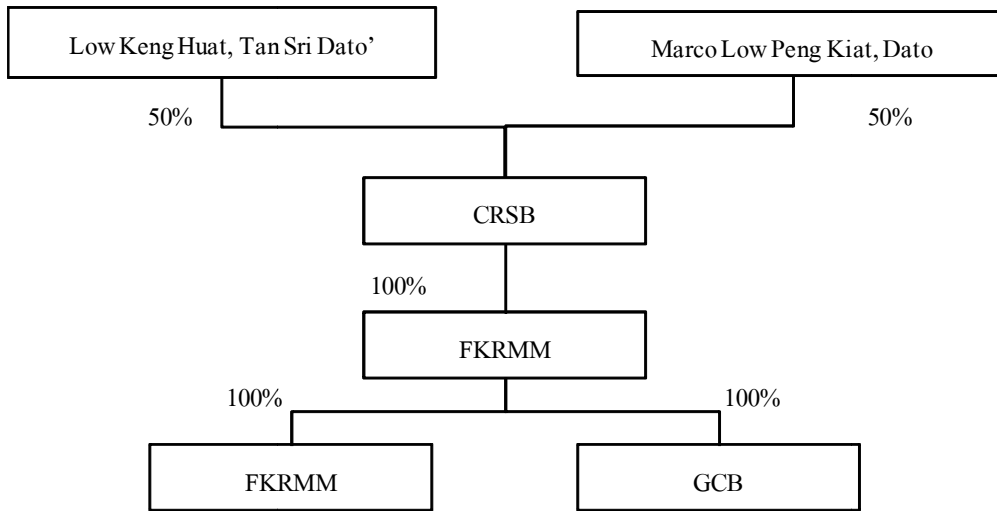 Low Keng Huat, Tan Sri Dato’
Marco Low Peng Kiat, Dato
50%
50%
CRSB
100%
FKRMM
100%
100%
FKRMM
GCB